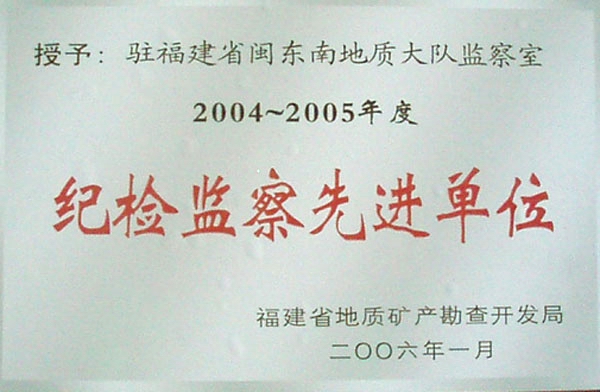 授予：驻福建省闽东南地质大队监察室
2004~2005年度
纪检监察先进单位
福建省地质矿产勘查开发局
二〇〇六年一月